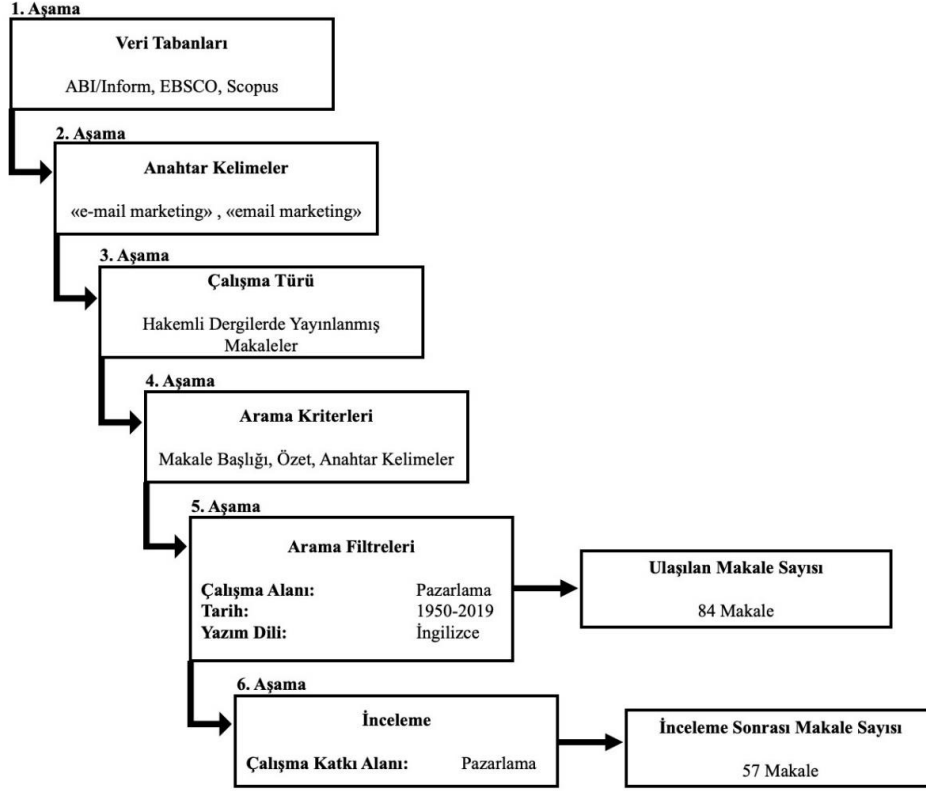 1. Aşama
Veri Tabanları
ABI/Inform, EBSCO, Scopus
2. Aşama
Anahtar Kelimeler
«e-mail marketing» , «email marketing»
3. Aşama
Çalışma Türü
Hakemli Dergilerde Yayınlanmış
Makaleler
4. Aşama
Arama Kriterleri
Makale Başlığı, Özet, Anahtar Kelimeler
5. Aşama
Arama Filtreleri
Çalışma Alanı: Pazarlama
Tarih: 1950-2019
Yazım Dili: İngilizce
Ulaşılan Makale Sayısı
84 Makale
6. Aşama
İnceleme
Çalışma Katkı Alanı: Pazarlama
İnceleme Sonrası Makale Sayısı
57 Makale